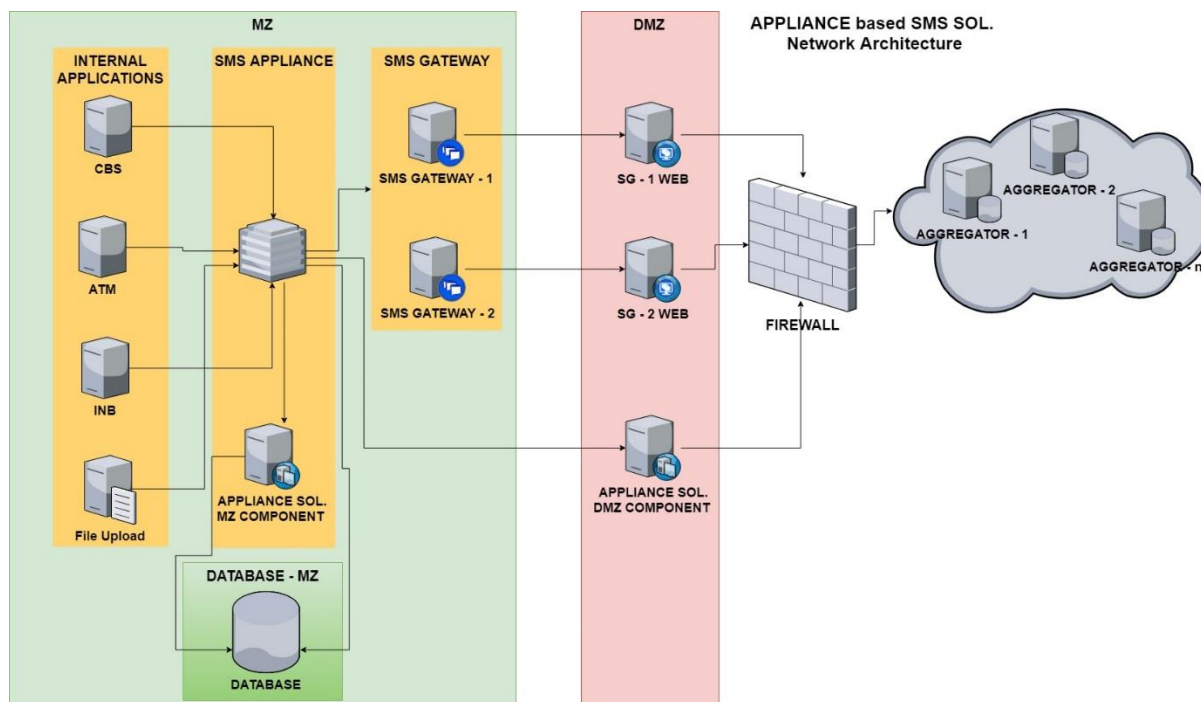 MZ
INTERNAL
APPLICATIONS
CBS
ATM
INB
File Upload
SMS APPLIANCE
APPLIANCE SOL.
MZ COMPONENT
SMS GATEWAY
SMS GATEWAY - 1
SMS GATEWAY - 2
DATABASE - MZ
DATABASE
DMZ
SG - 1 WEB
SG - 2 WEB
APPLIANCE SOL.
DMZ COMPONENT
APPLIANCE based SMS SOL.
Network Architecture
FIREWALL
AGGREGATOR - 2
AGGREGATOR - 1
AGGREGATOR - n